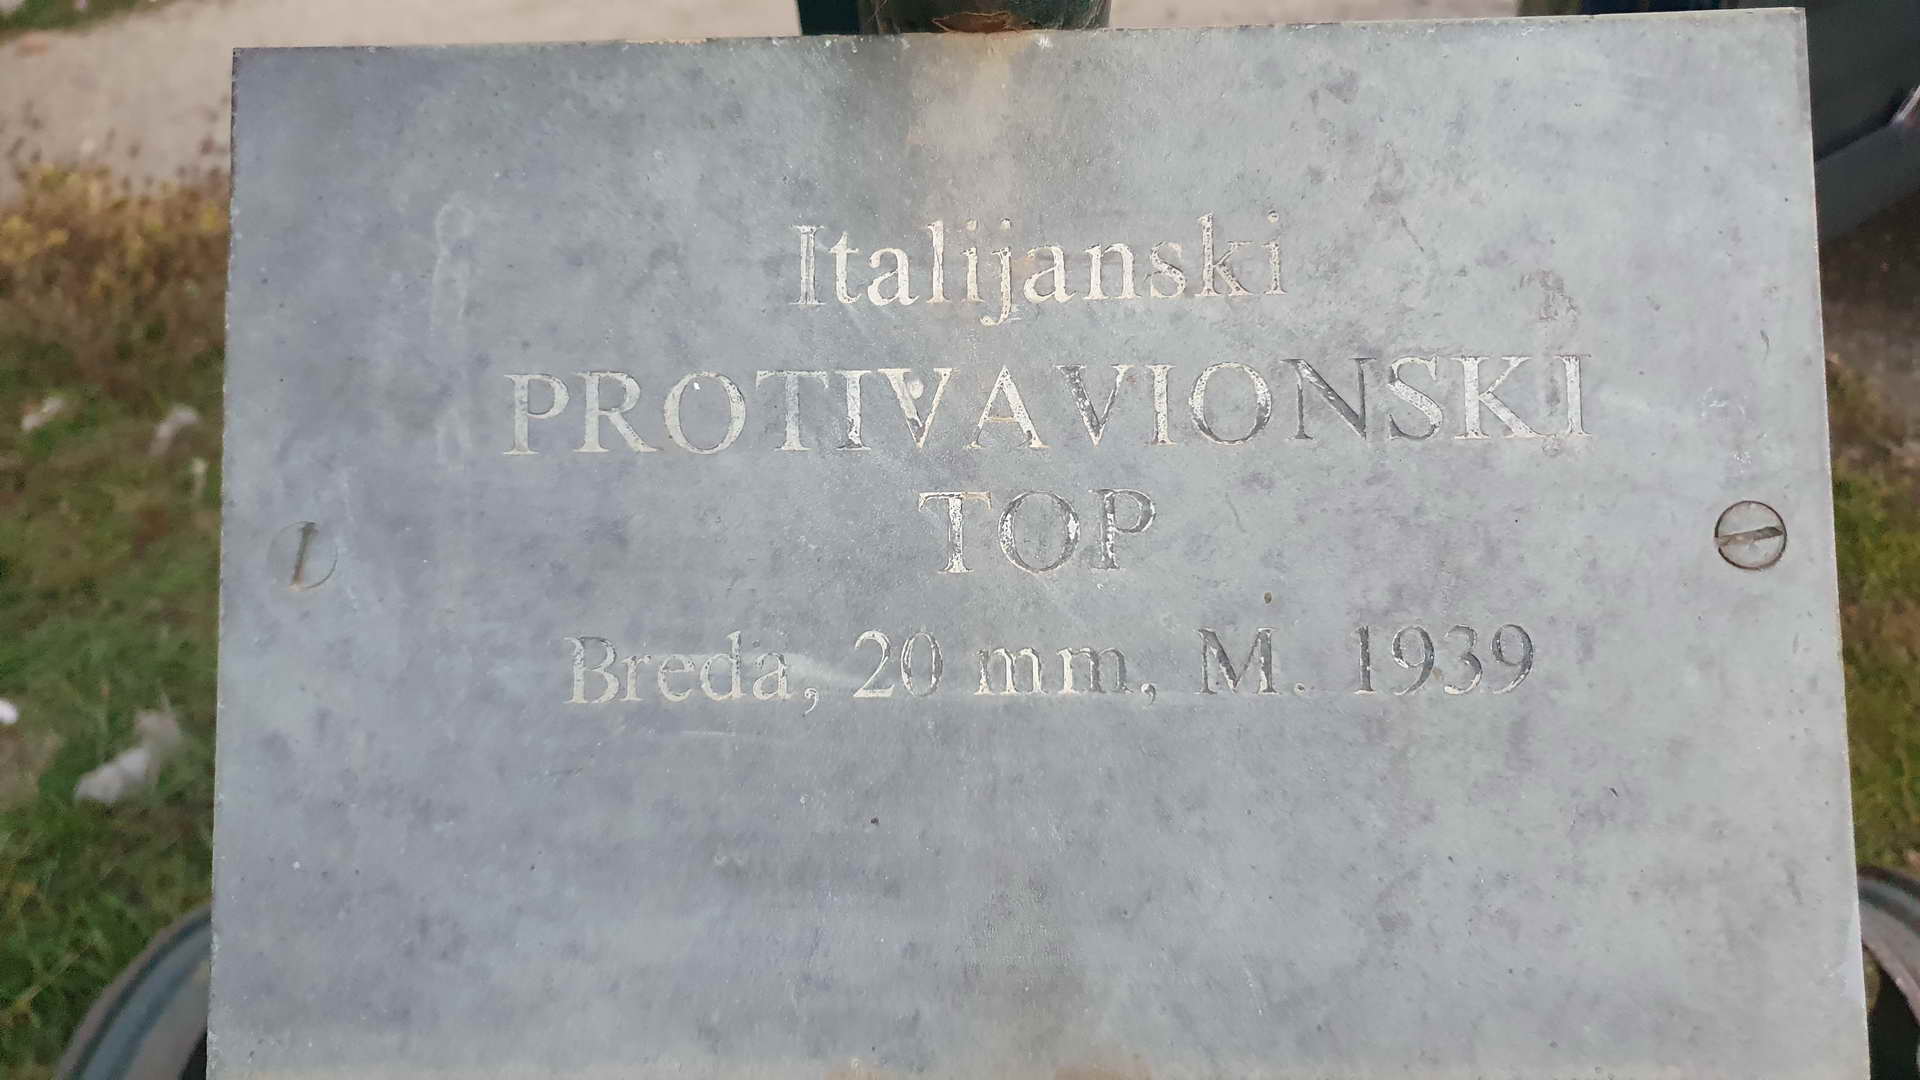 Italijanski
PROTIVAVIONSKI
TOP
Breda, 20 mm, M. 1939